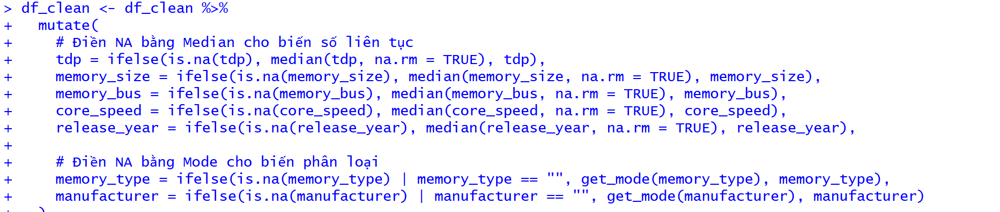 > df_clean <- df_clean %>%
+   mutate(
+     # Điền NA bằng Median cho biến số liên tục
+     tdp = ifelse(is.na(tdp), median(tdp, na.rm = TRUE), tdp),
+     memory_size = ifelse(is.na(memory_size), median(memory_size, na.rm = TRUE), memory_size),
+     memory_bus = ifelse(is.na(memory_bus), median(memory_bus, na.rm = TRUE), memory_bus),
+     core_speed = ifelse(is.na(core_speed), median(core_speed, na.rm = TRUE), core_speed),
+     release_year = ifelse(is.na(release_year), median(release_year, na.rm = TRUE), release_year),
+
+     # Điền NA bằng Mode cho biến phân loại
+     memory_type = ifelse(is.na(memory_type) | memory_type == "", get_mode(memory_type), memory_type),
+     manufacturer = ifelse(is.na(manufacturer) | manufacturer == "", get_mode(manufacturer), manufacturer)
+   )